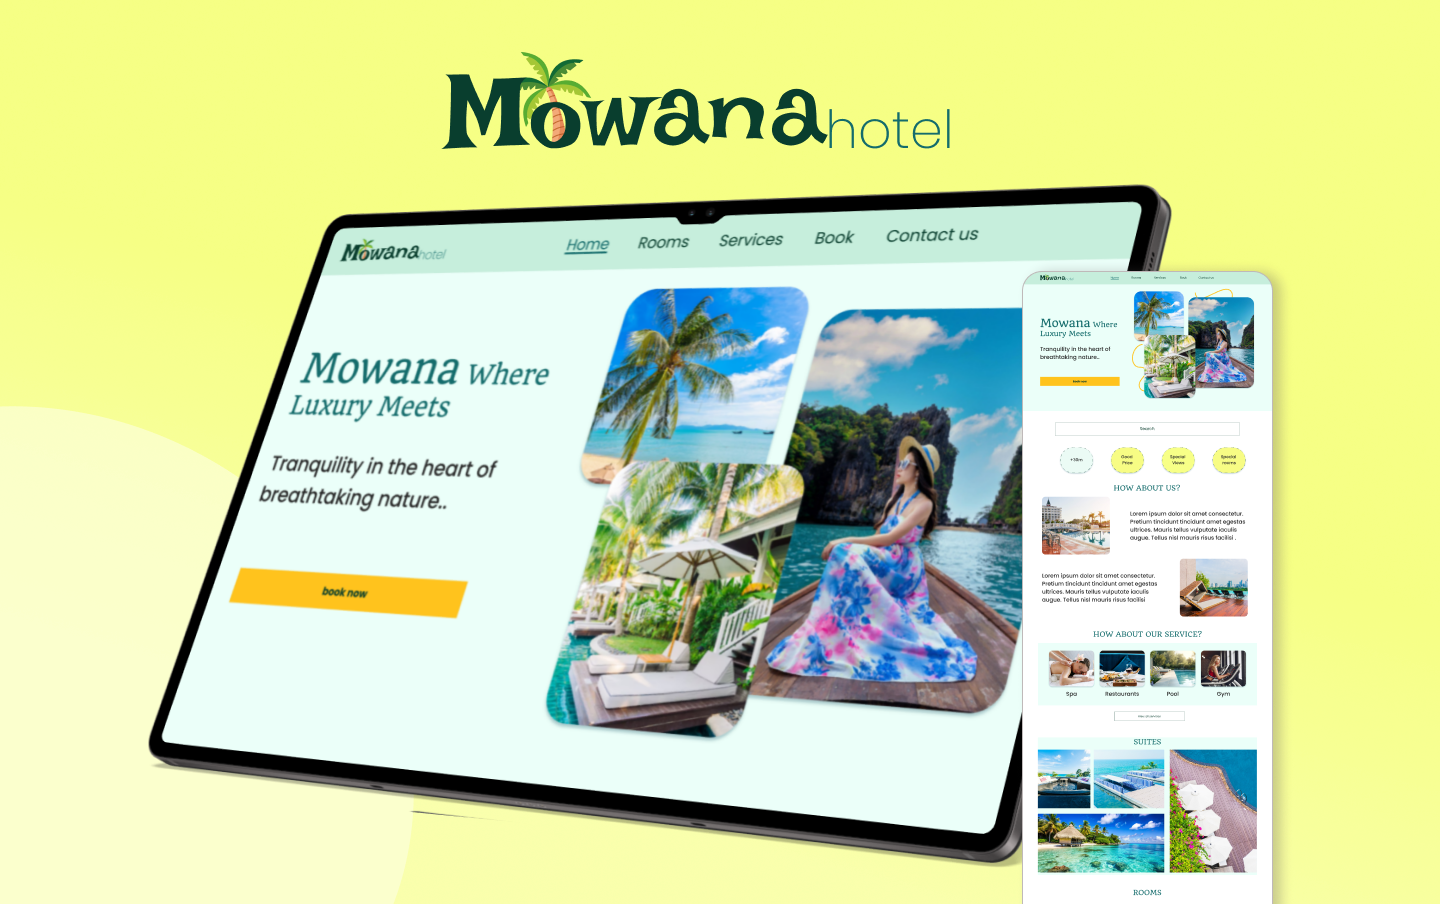 Mowana hotel
Mowana hotel
Home Rooms Services Book Contact us
Mowana Where
Luxury Meets
Tranquility in the heart of
breathtaking nature..
book now
Mowana hotel
Home Rooms Services Book Contact us
Mowana Where
Luxury Meets
Tranquility in the heart of
breathtaking nature..
book now
Search
+10m
Good
Price
Special
Views
Special
rooms
HOW ABOUT US?
Lorem ipsum dolor sit amet consectetur.
Pretium tincidunt tincidunt amet egestas
ultrices. Mauris tellus vulputate iaculis
augue. Tellus nisl mauris risus facilisi .
Lorem ipsum dolor sit amet consectetur.
Pretium tincidunt tincidunt amet egestas
ultrices. Mauris tellus vulputate iaculis
augue. Tellus nisl mauris risus facilisi
HOW ABOUT OUR SERVICE?
Spa Restaurants Pool Gym
SUITES
ROOMS